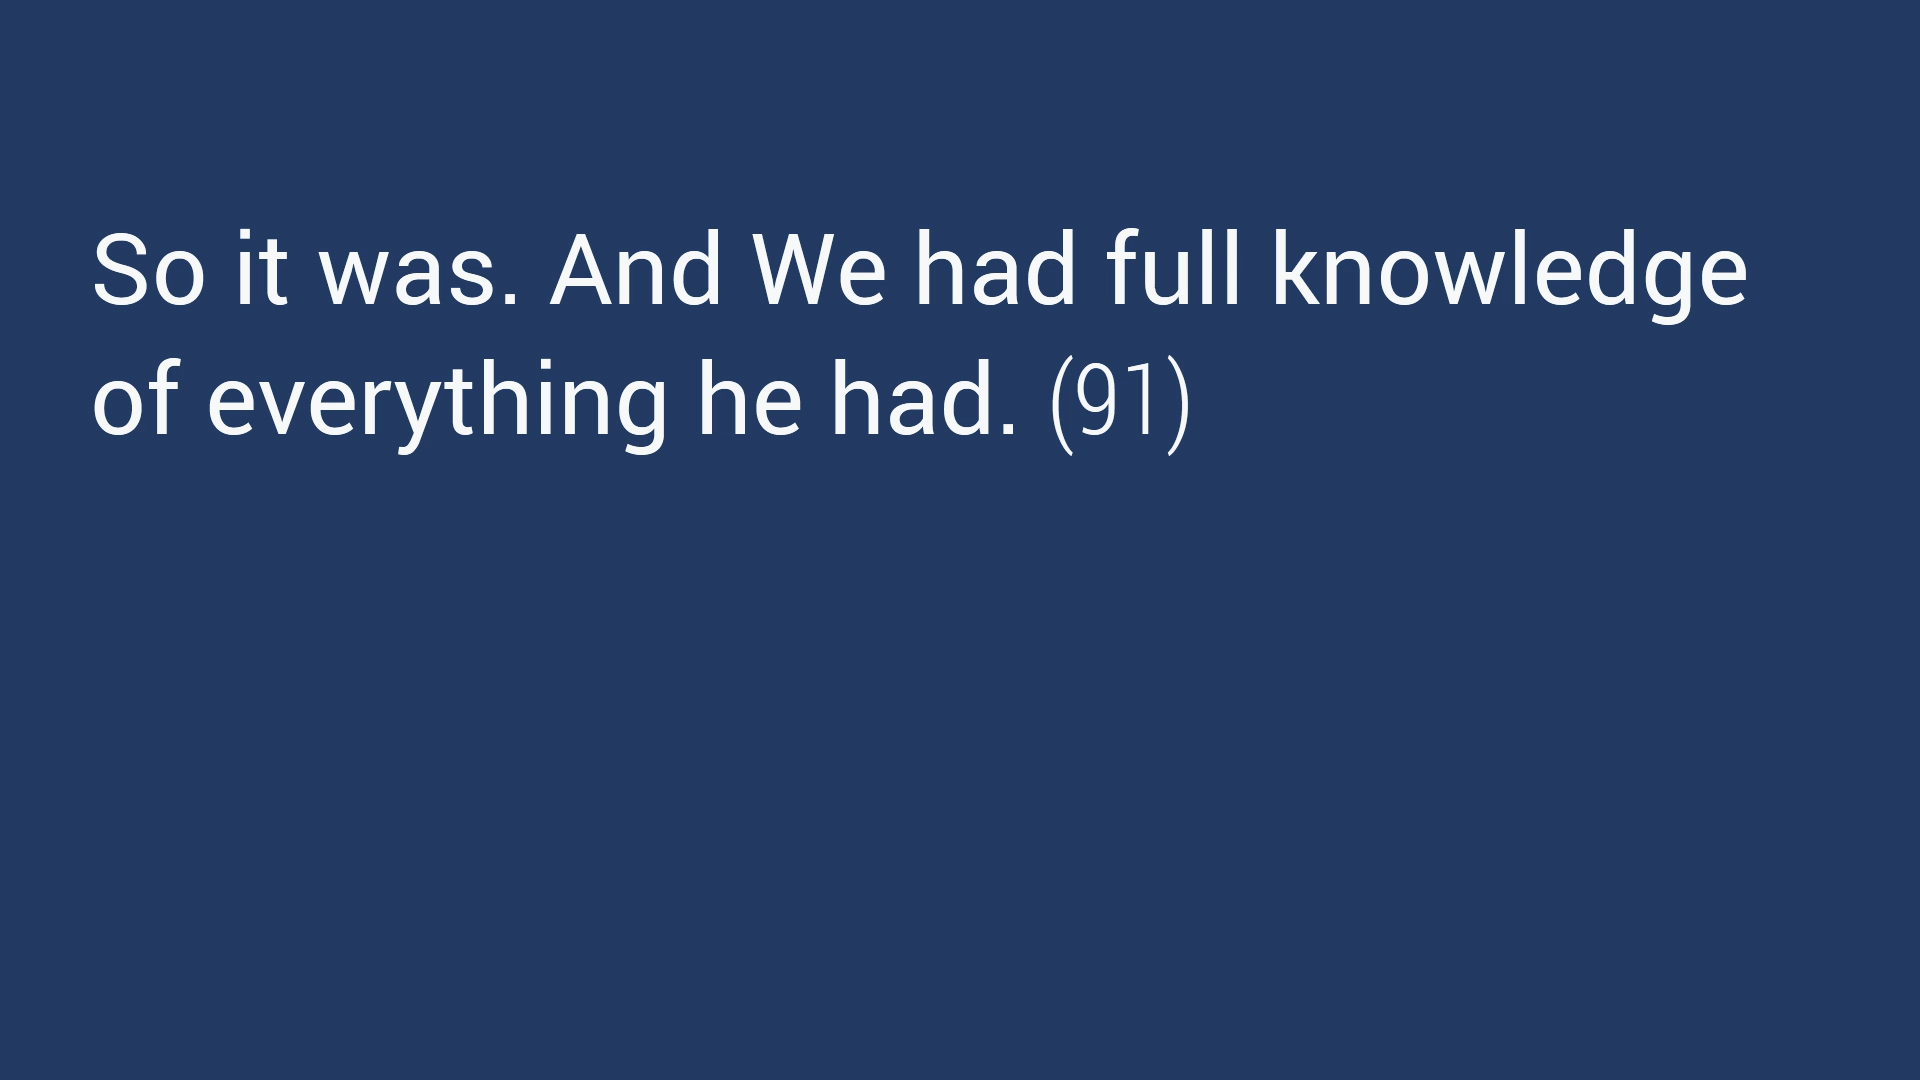 So it was. And We had full knowledge
of everything he had. (91)